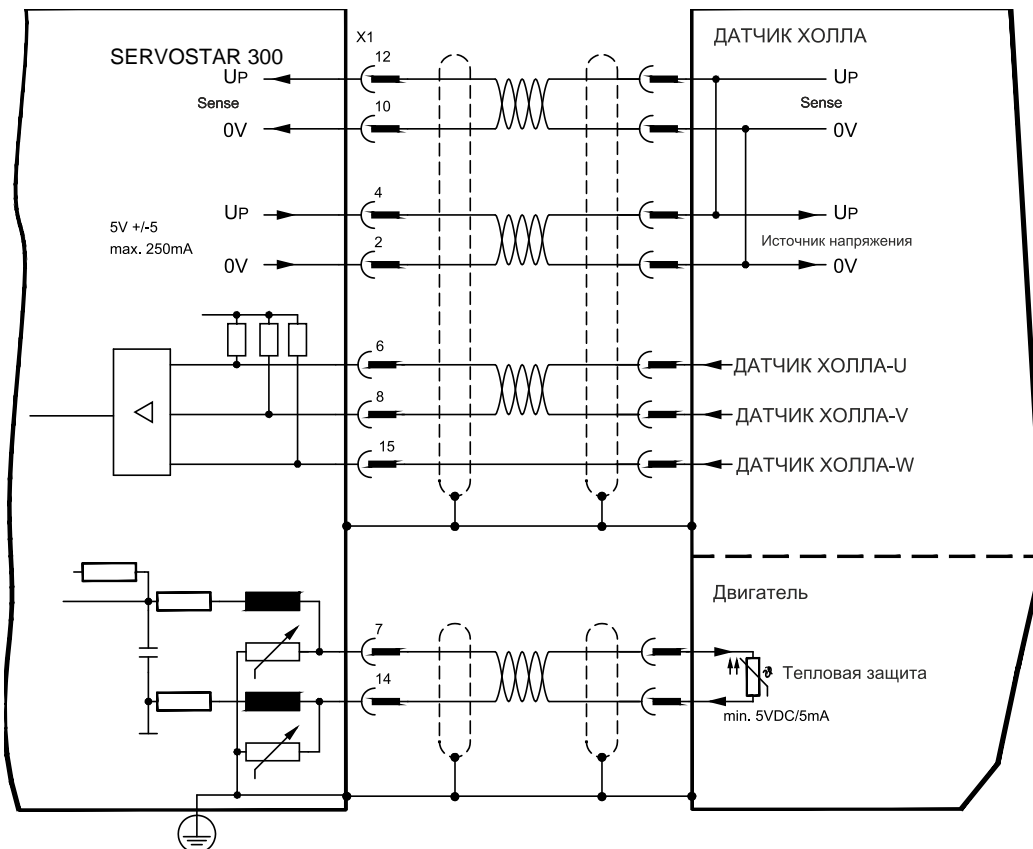 X1
ДАТЧИК ХОЛЛА
SERVOSTAR 300
UP
12
UP
Sense
Sense
0V
10
0V
5V +/-5
max. 250mA
UP
4
UP
Источник напряжения
0V
2
0V
6
ДАТЧИК ХОЛЛА-U
8
ДАТЧИК ХОЛЛА-V
15
ДАТЧИК ХОЛЛА-W
Двигатель
7
Тепловая защита
14
min. 5VDC/5mA